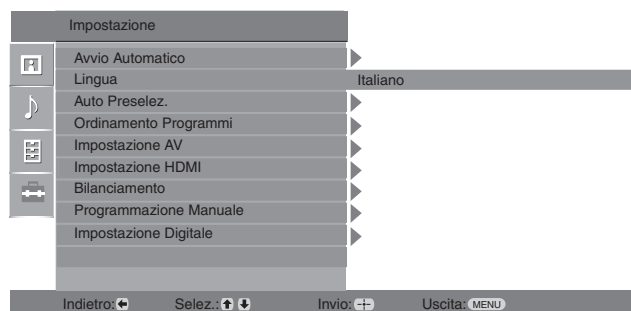 Impostazione
Avvio Automatico
Lingua Italiano
Auto Preselez.
Ordinamento Programmi
Impostazione AV
Impostazione HDMI
Bilanciamento
Programmazione Manuale
Impostazione Digitale
Indietro: Selez.: Invio: Uscita: MENU